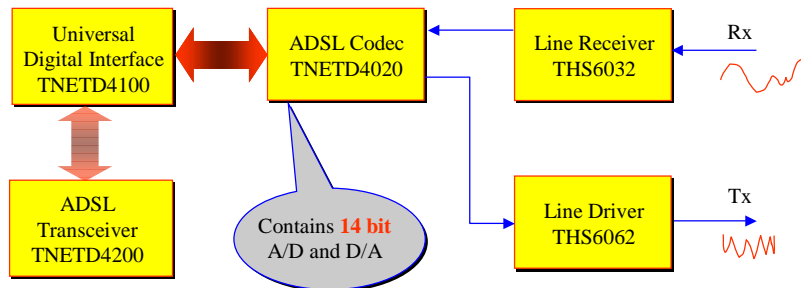 Universal
Digital Interface
TNETD4100
ADSL Codec
TNETD4020
Line Receiver
THS6032
Rx
ADSL
Transceiver
TNETD4200
Contains 14 bit
A/D and D/A
Line Driver
THS6062
Tx